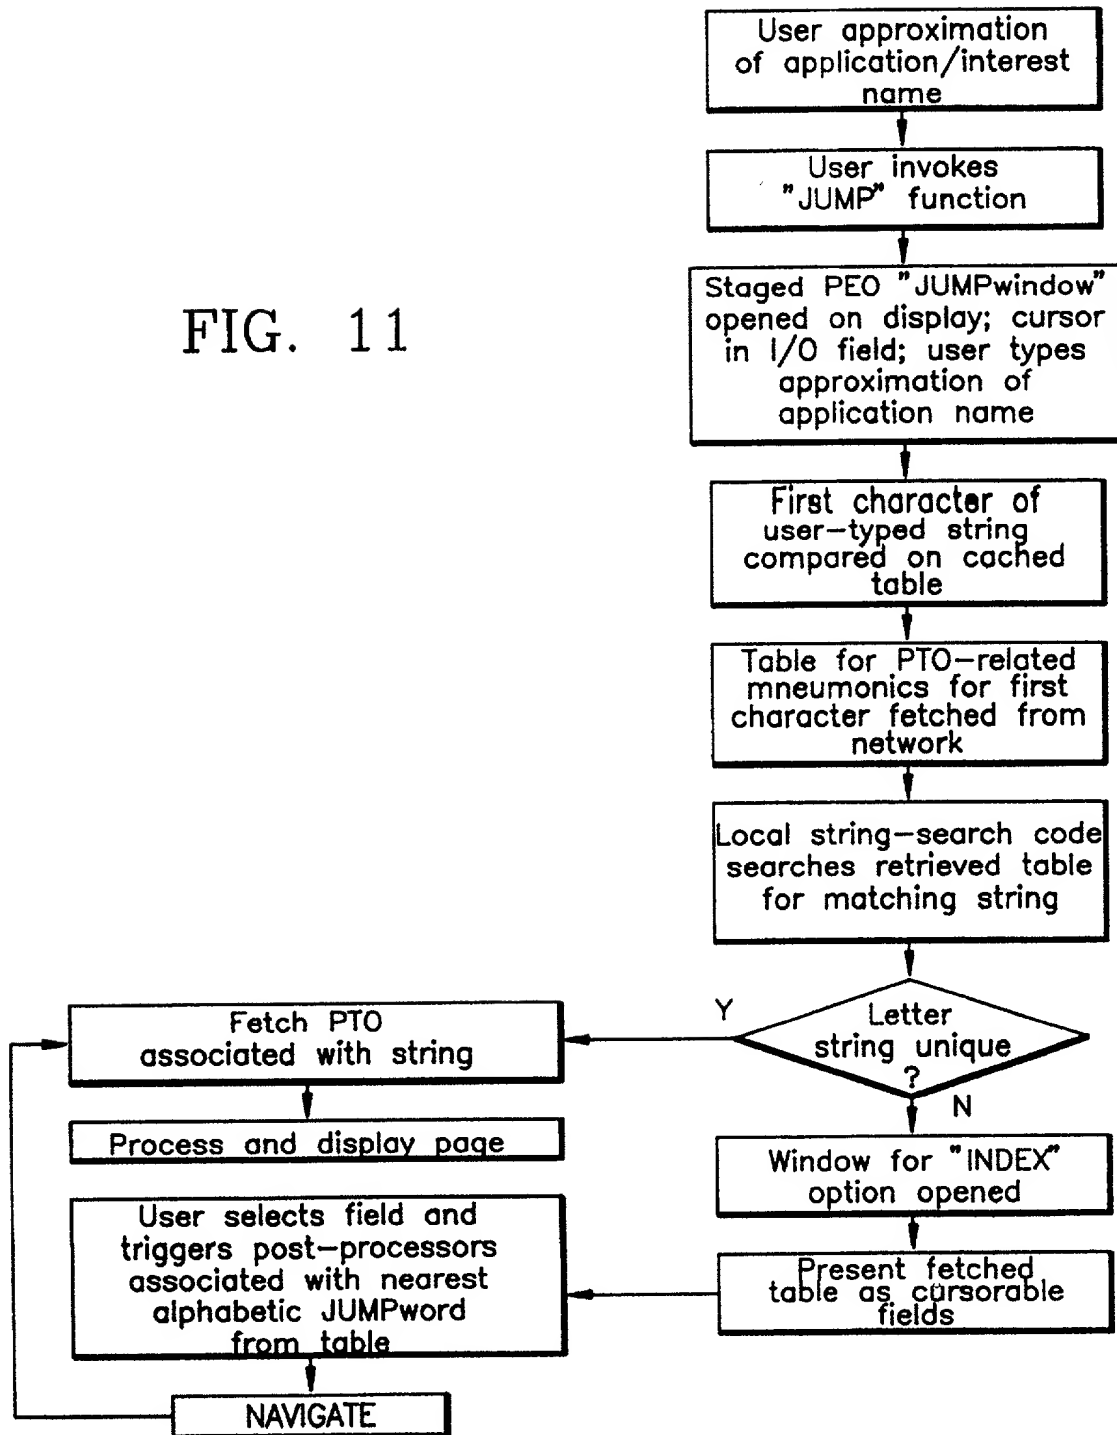 User approximation
of application/interest
name
User invokes
"JUMP" function
FIG. 11
Staged PEO "JUMPwindow"
opened on display; cursor
in I/O field; user types
approximation of
application name
First character of
user-typed string
compared on cached
table
Table for PTO-related
mneumonics for first
character fetched from
network
Local string-search code
searches retrieved table
for matching string
Letter
string unique
?
Y
N
Fetch PTO
associated with string
Process and display page
Window for "INDEX"
option opened
Present fetched
table as cursorable
fields
User selects field and
triggers post-processors
associated with nearest
alphabetic JUMPword
from table
NAVIGATE